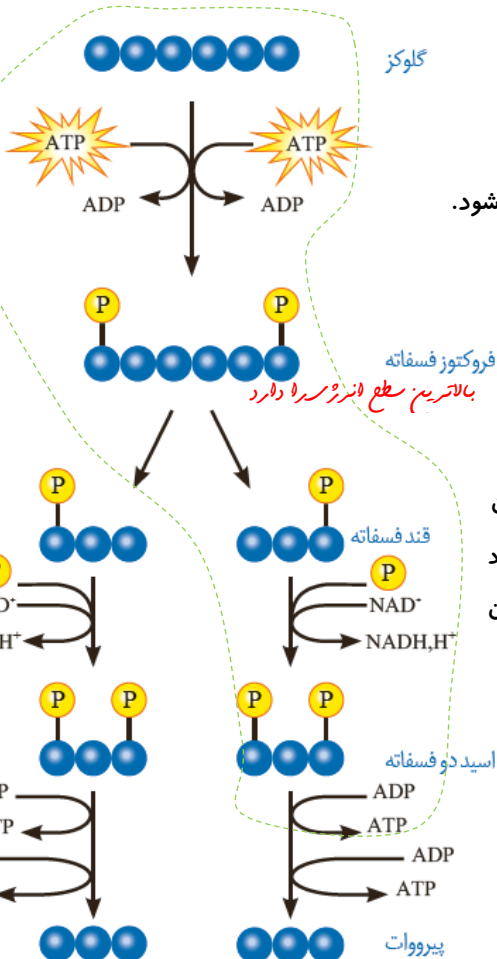 گلوکز
ATP ATP
ADP ADP
شود.
P P
فروکتوز فسفاته
بالاترین سطح انرژی را دارد
P P
قند فسفاته
P
NAD⁺
NADH,H⁺
P P P P
اسید دو فسفاته
ADP
ATP
ADP
ATP
پیرووات